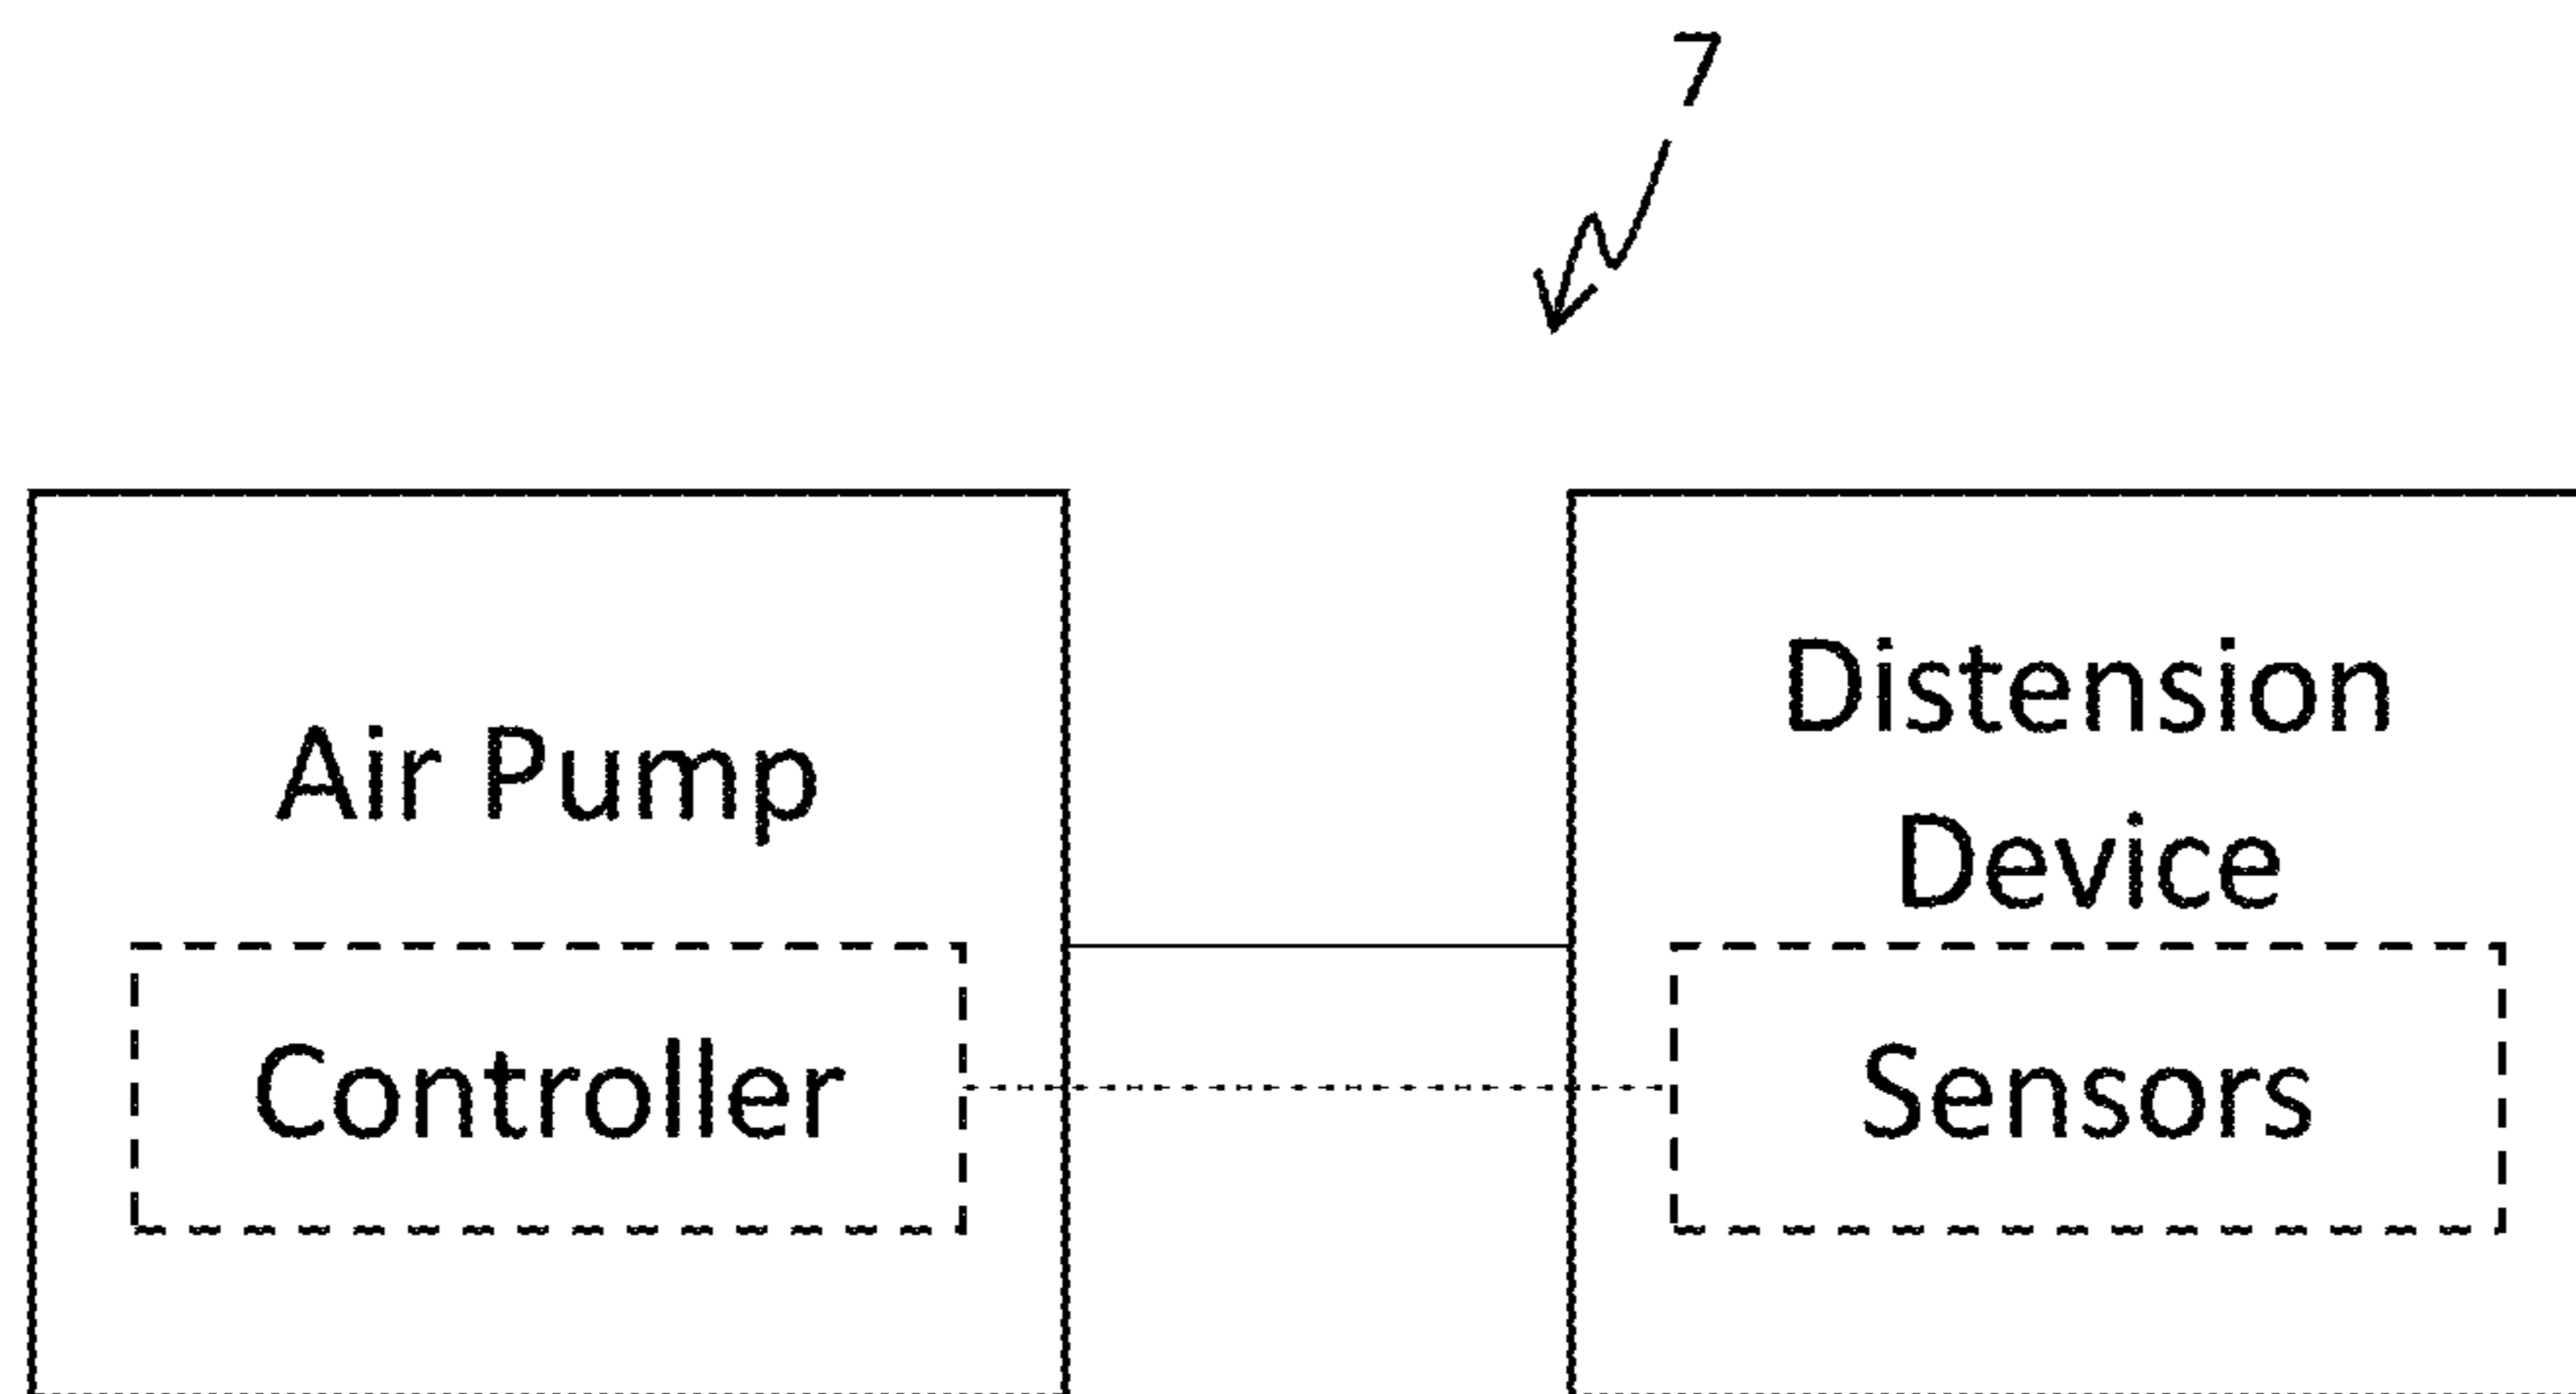 7
Air Pump
Controller
Distension
Device
Sensors